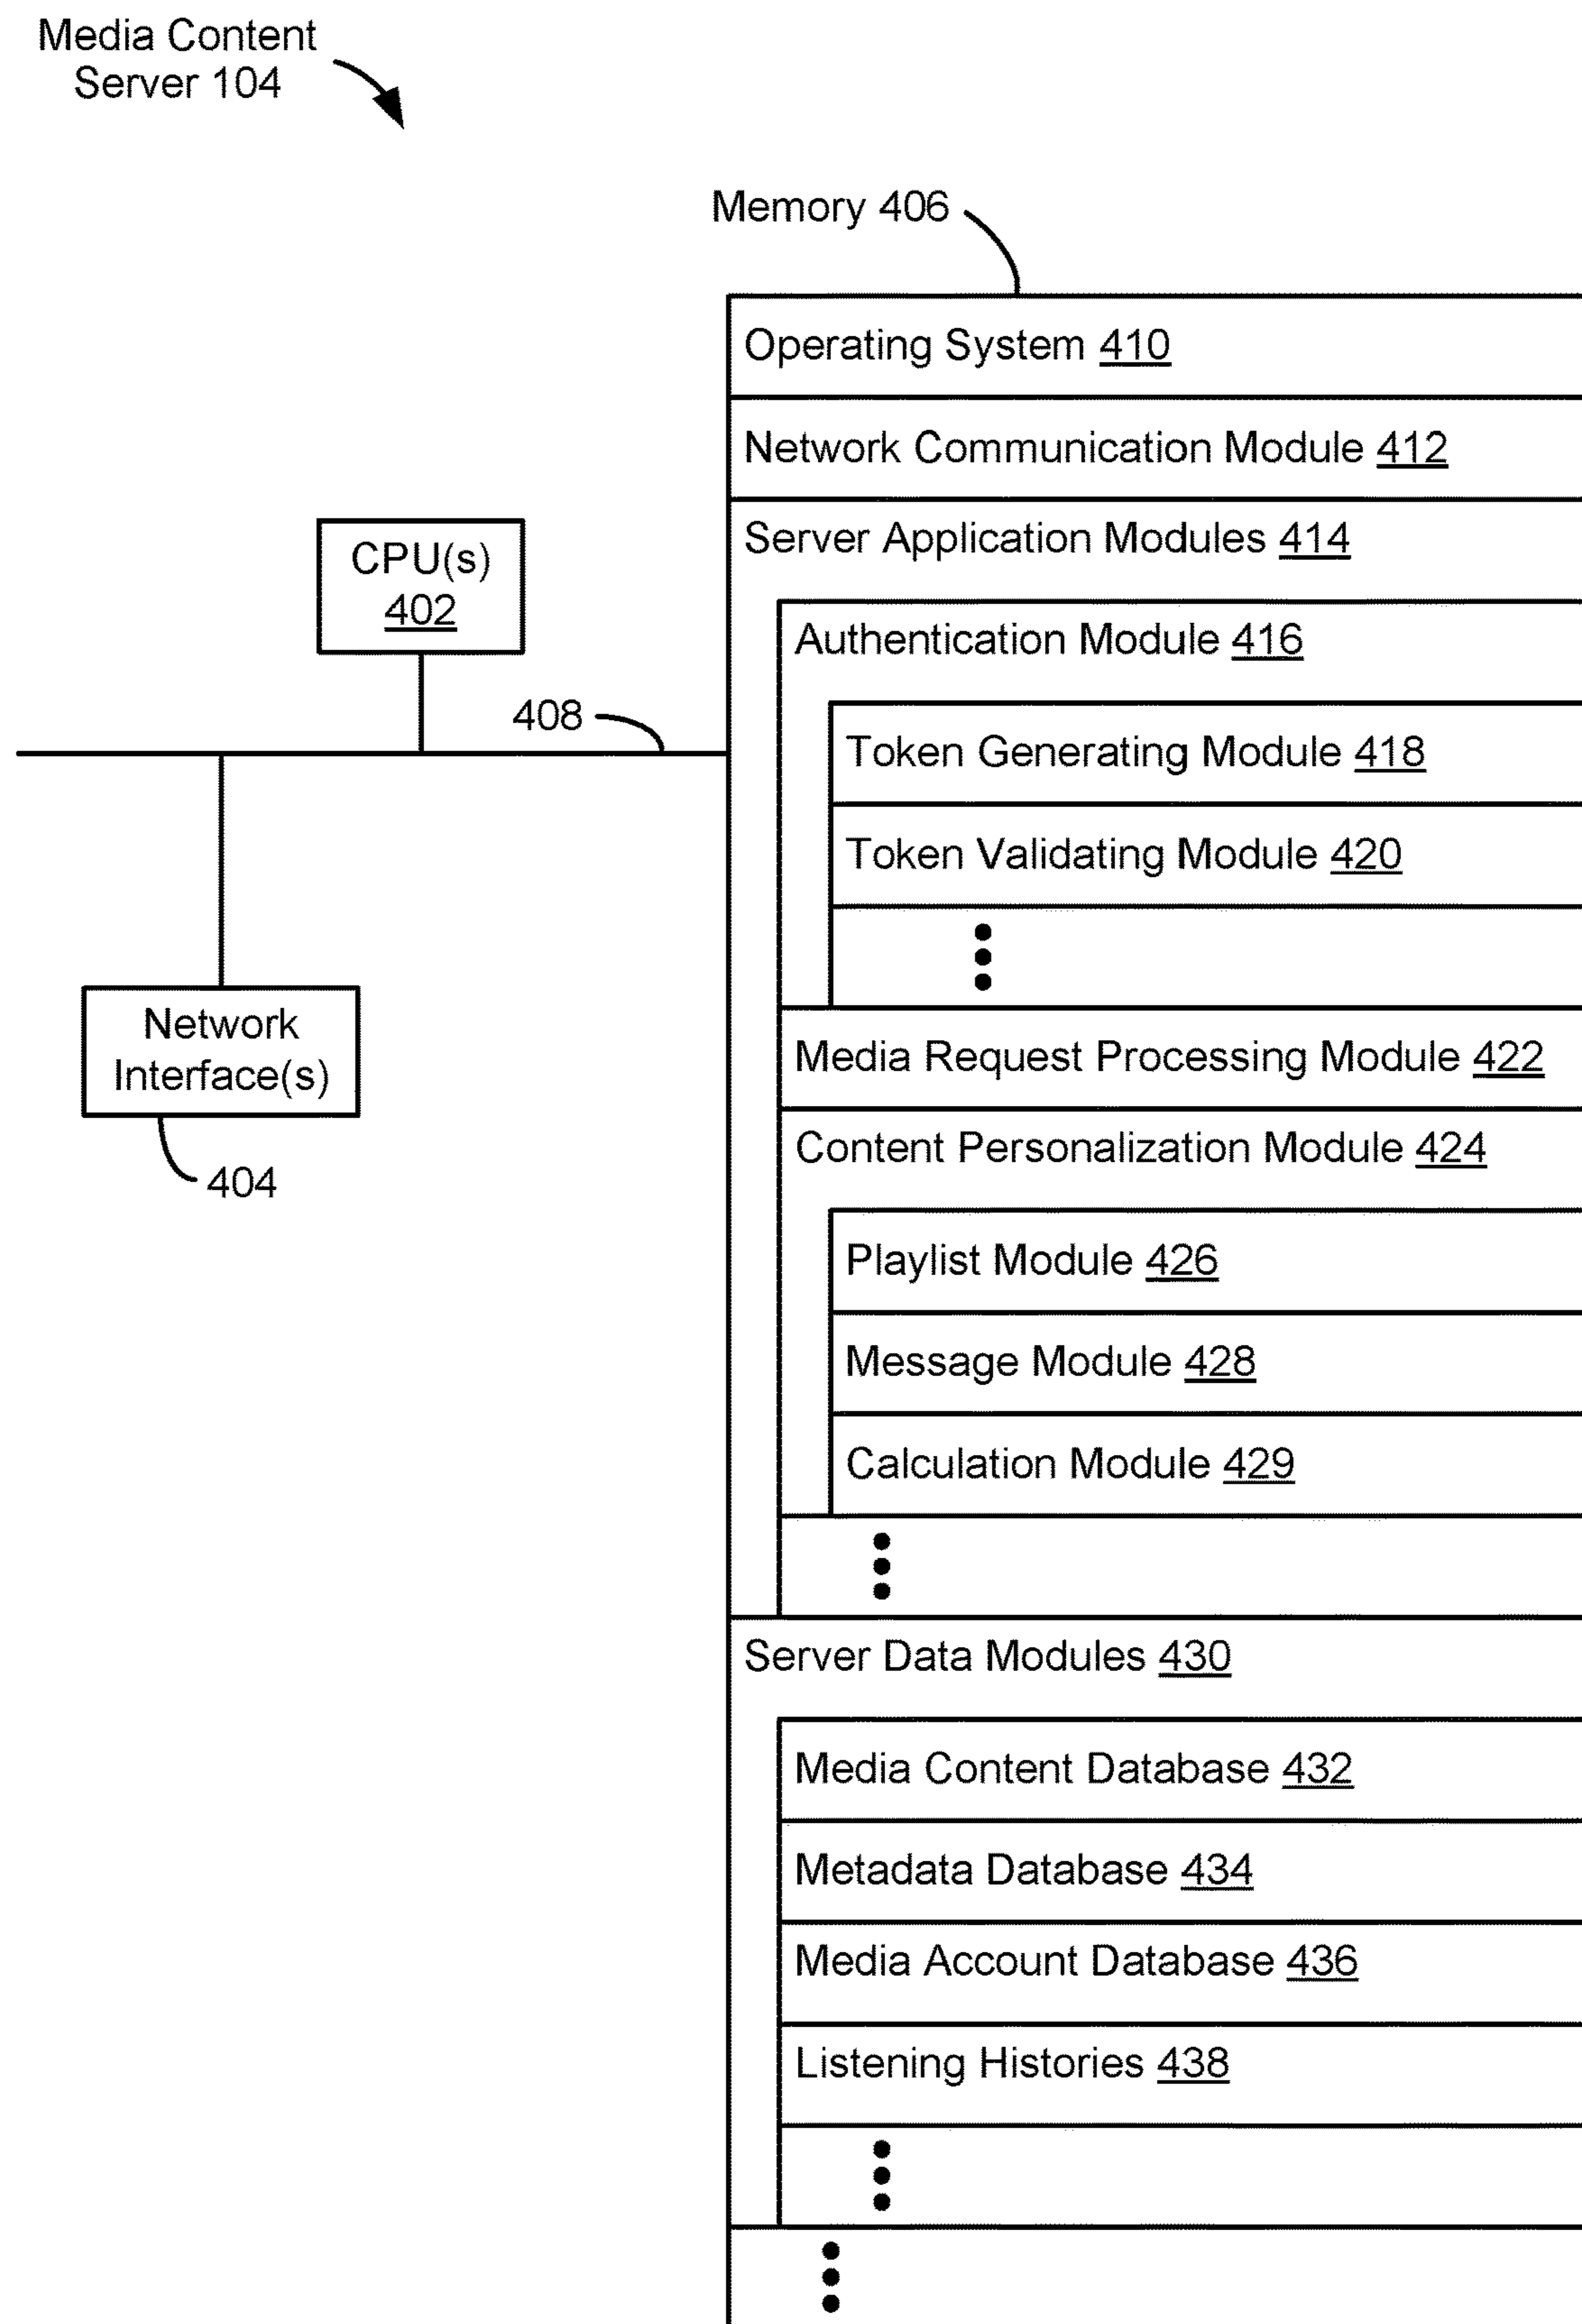 Media Content
Server 104
Memory 406
Operating System 410
Network Communication Module 412
Server Application Modules 414
CPU(s)
402
Authentication Module 416
408
Token Generating Module 418
Token Validating Module 420
Network
Interface(s)
404
Media Request Processing Module 422
Content Personalization Module 424
Playlist Module 426
Message Module 428
Calculation Module 429
Server Data Modules 430
Media Content Database 432
Metadata Database 434
Media Account Database 436
Listening Histories 438